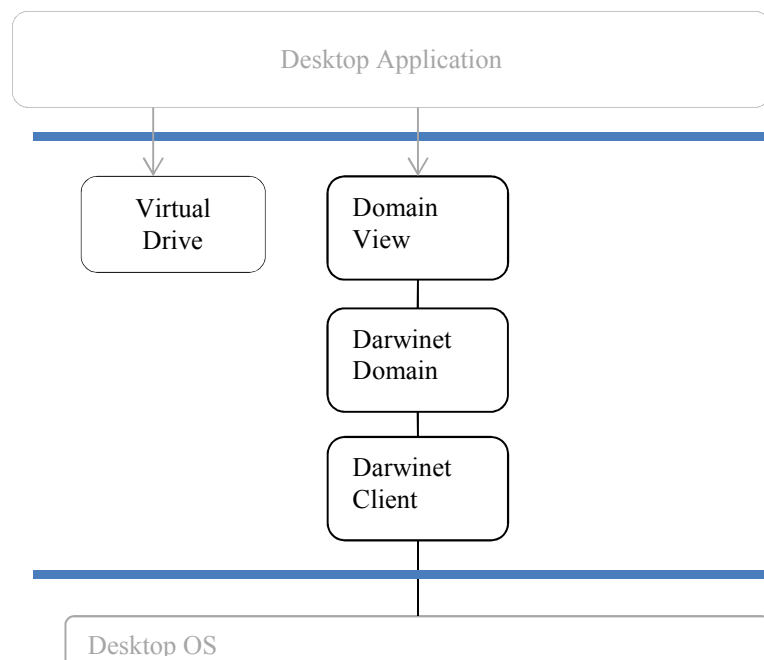 Desktop Application
Virtual
Drive
Domain
View
Darwinet
Domain
Darwinet
Client
Desktop OS